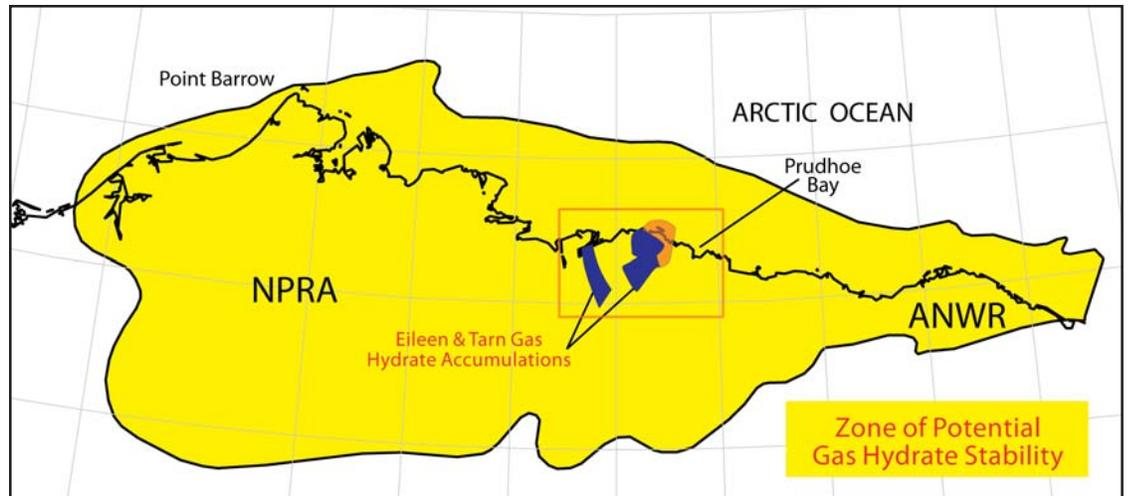 Point Barrow
ARCTIC OCEAN
Prudhoe
Bay
NPRA
ANWR
Eileen & Tarn Gas
Hydrate Accumulations
Zone of Potential
Gas Hydrate Stability